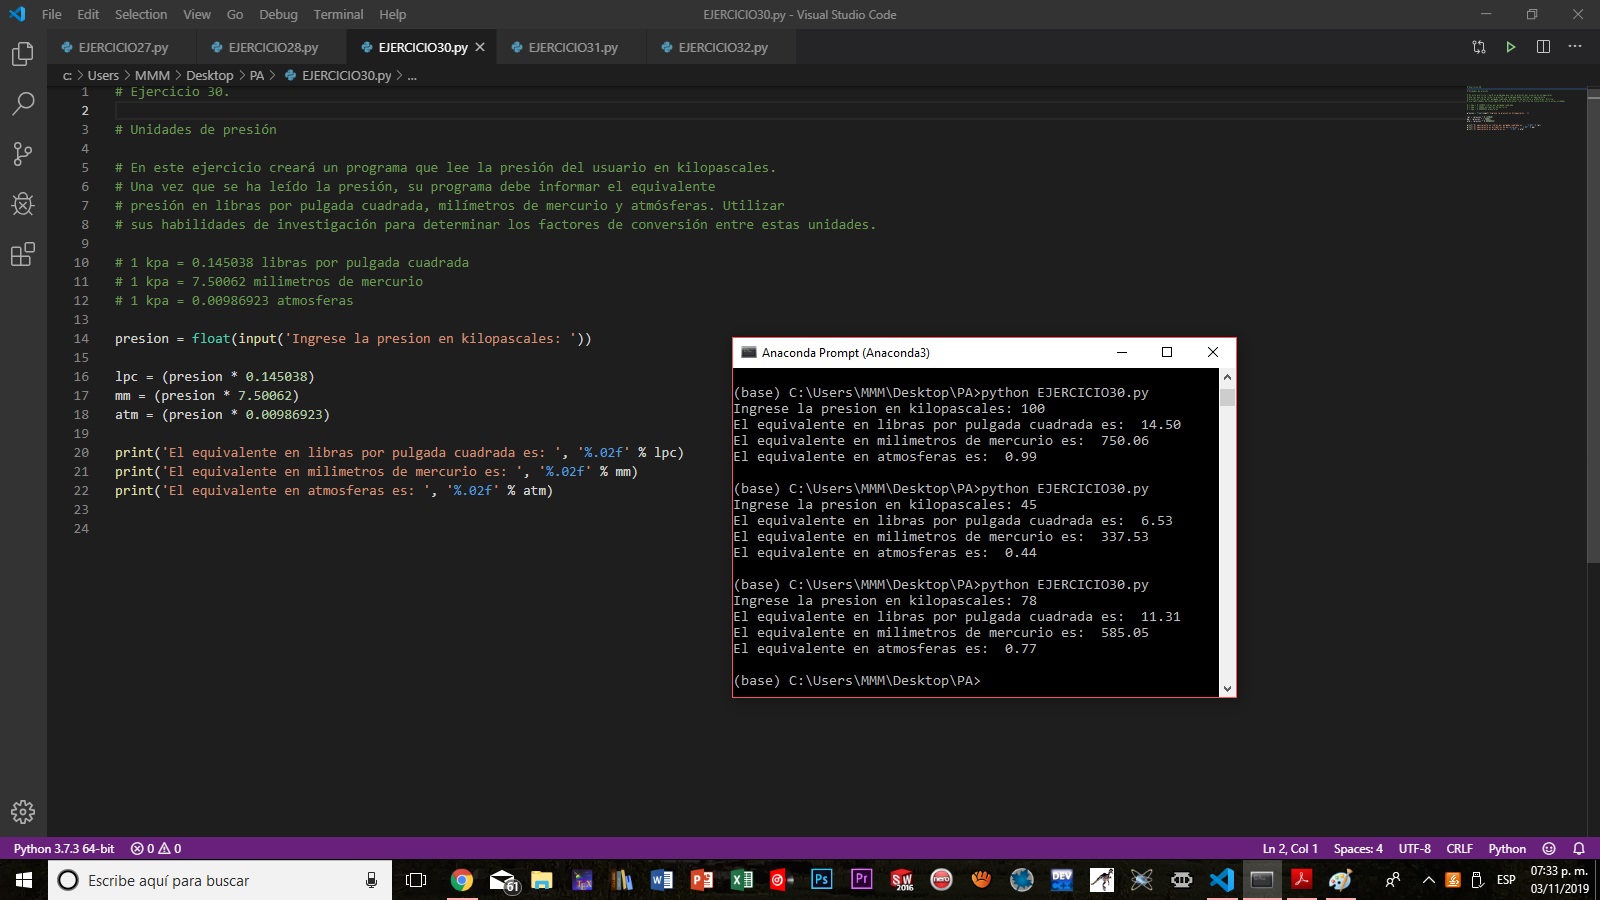 File Edit Selection View Go Debug Terminal Help
EJERCICIO30.py - Visual Studio Code
EJERCICIO27.py EJERCICIO28.py EJERCICIO30.py EJERCICIO31.py EJERCICIO32.py
c: > Users > MMM > Desktop > PA > EJERCICIO30.py > ...
1 # Ejercicio 30.
2
3 # Unidades de presión
4
5 # En este ejercicio creará un programa que lee la presión del usuario en kilopascales.
6 # Una vez que se ha leído la presión, su programa debe informar el equivalente
7 # presión en libras por pulgada cuadrada, milímetros de mercurio y atmósferas. Utilizar
8 # sus habilidades de investigación para determinar los factores de conversión entre estas unidades.
9
10 # 1 kpa = 0.145038 libras por pulgada cuadrada
11 # 1 kpa = 7.50062 milimetros de mercurio
12 # 1 kpa = 0.00986923 atmosferas
13
14 presion = float(input('Ingrese la presion en kilopascales: '))
15
16 lpc = (presion * 0.145038)
17 mm = (presion * 7.50062)
18 atm = (presion * 0.00986923)
19
20 print('El equivalente en libras por pulgada cuadrada es: ', '%.02f' % lpc)
21 print('El equivalente en milimetros de mercurio es: ', '%.02f' % mm)
22 print('El equivalente en atmosferas es: ', '%.02f' % atm)
23
24
Anaconda Prompt (Anaconda3)
(base) C:\Users\MMM\Desktop\PA>python EJERCICIO30.py
Ingrese la presion en kilopascales: 100
El equivalente en libras por pulgada cuadrada es:  14.50
El equivalente en milimetros de mercurio es:  750.06
El equivalente en atmosferas es:  0.99
(base) C:\Users\MMM\Desktop\PA>python EJERCICIO30.py
Ingrese la presion en kilopascales: 45
El equivalente en libras por pulgada cuadrada es:  6.53
El equivalente en milimetros de mercurio es:  337.53
El equivalente en atmosferas es:  0.44
(base) C:\Users\MMM\Desktop\PA>python EJERCICIO30.py
Ingrese la presion en kilopascales: 78
El equivalente en libras por pulgada cuadrada es:  11.31
El equivalente en milimetros de mercurio es:  585.05
El equivalente en atmosferas es:  0.77
(base) C:\Users\MMM\Desktop\PA>
Python 3.7.3 64-bit 0 0 Ln 2, Col 1 Spaces: 4 UTF-8 CRLF Python
Escribe aquí para buscar
61
Ps Pr SW 2016 nero DEV
ESP
07:33 p. m.
03/11/2019